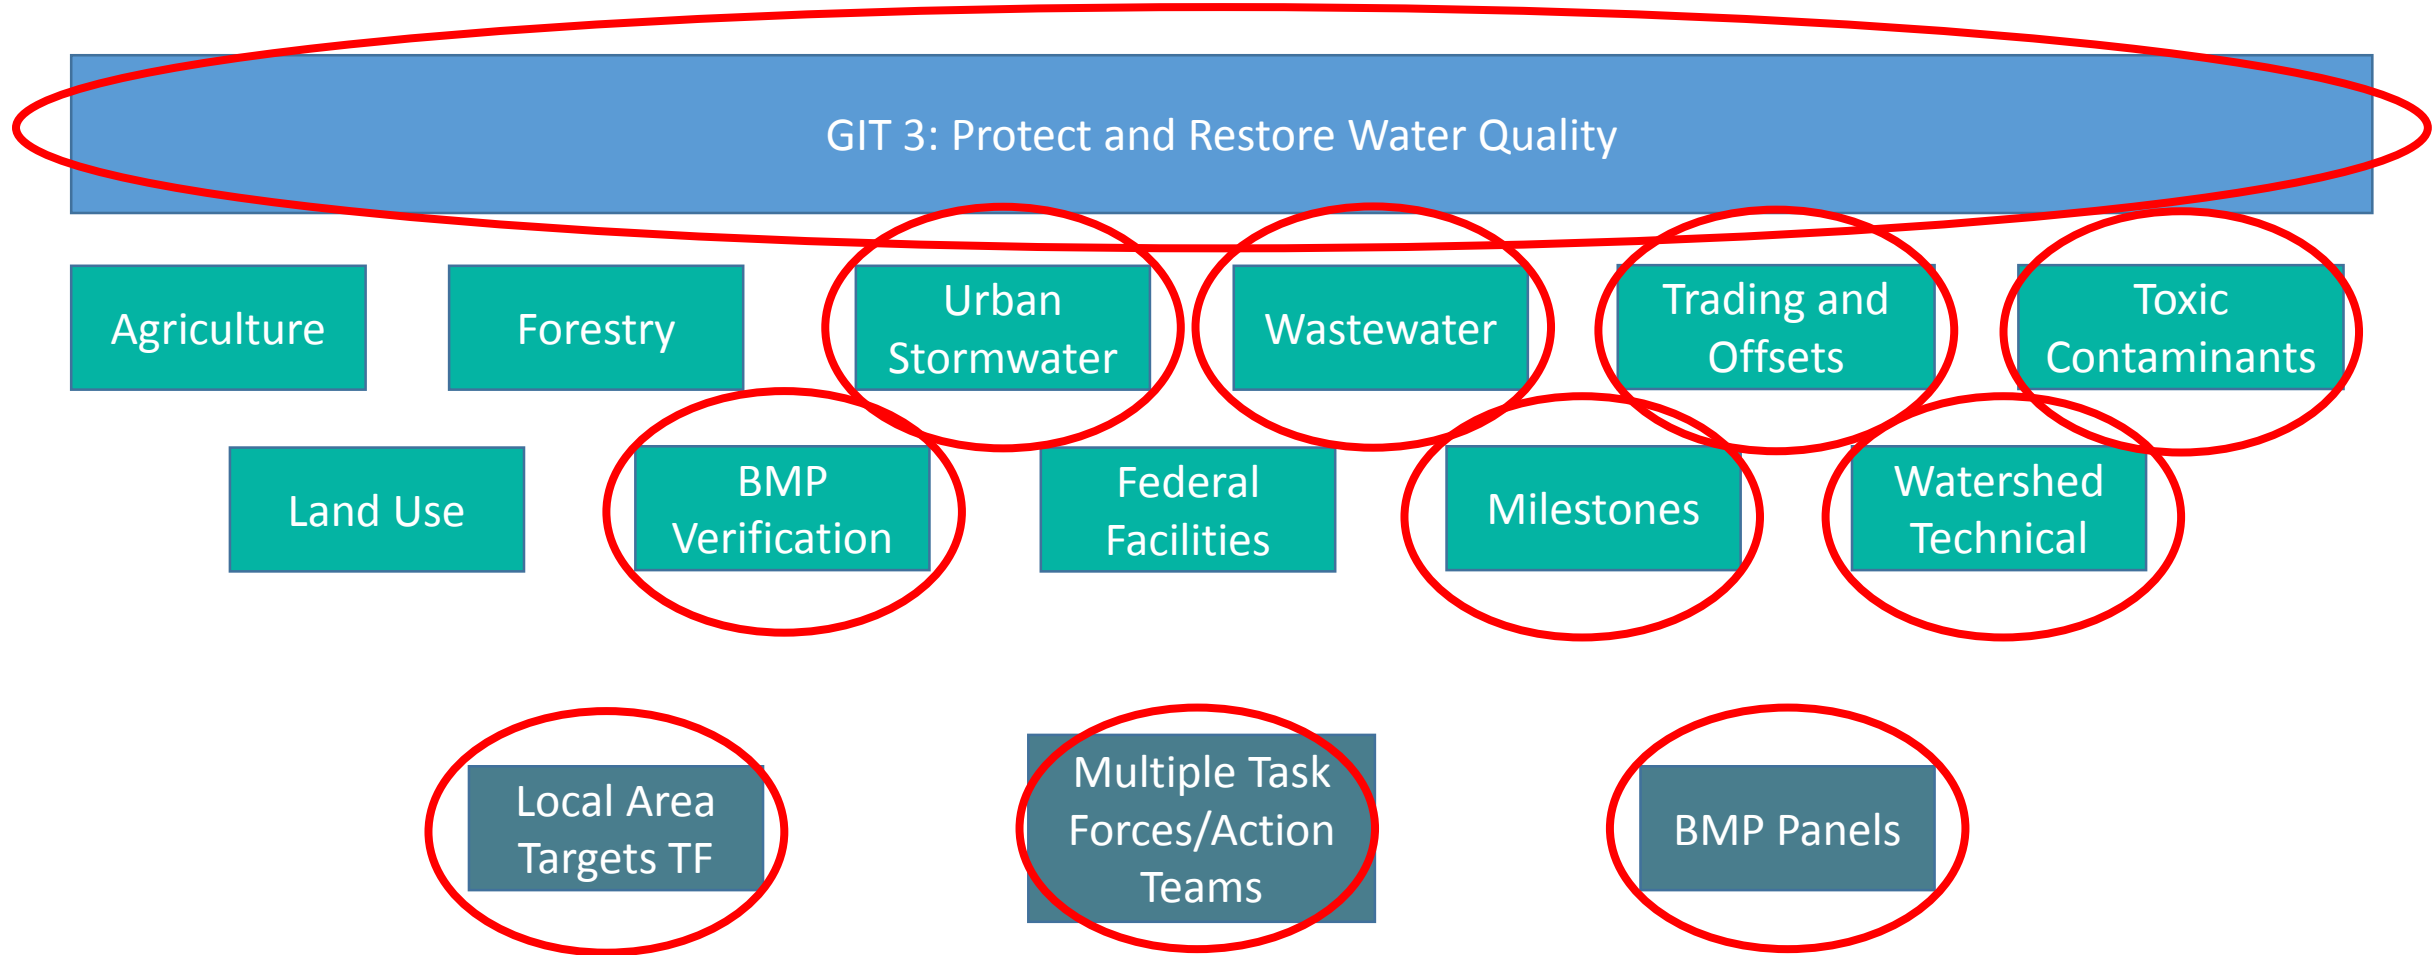 GIT 3: Protect and Restore Water Quality
Agriculture
Forestry
Urban
Stormwater
Wastewater
Trading and
Offsets
Toxic
Contaminants
Land Use
BMP
Verification
Federal
Facilities
Milestones
Watershed
Technical
Local Area
Targets TF
Multiple Task
Forces/Action
Teams
BMP Panels